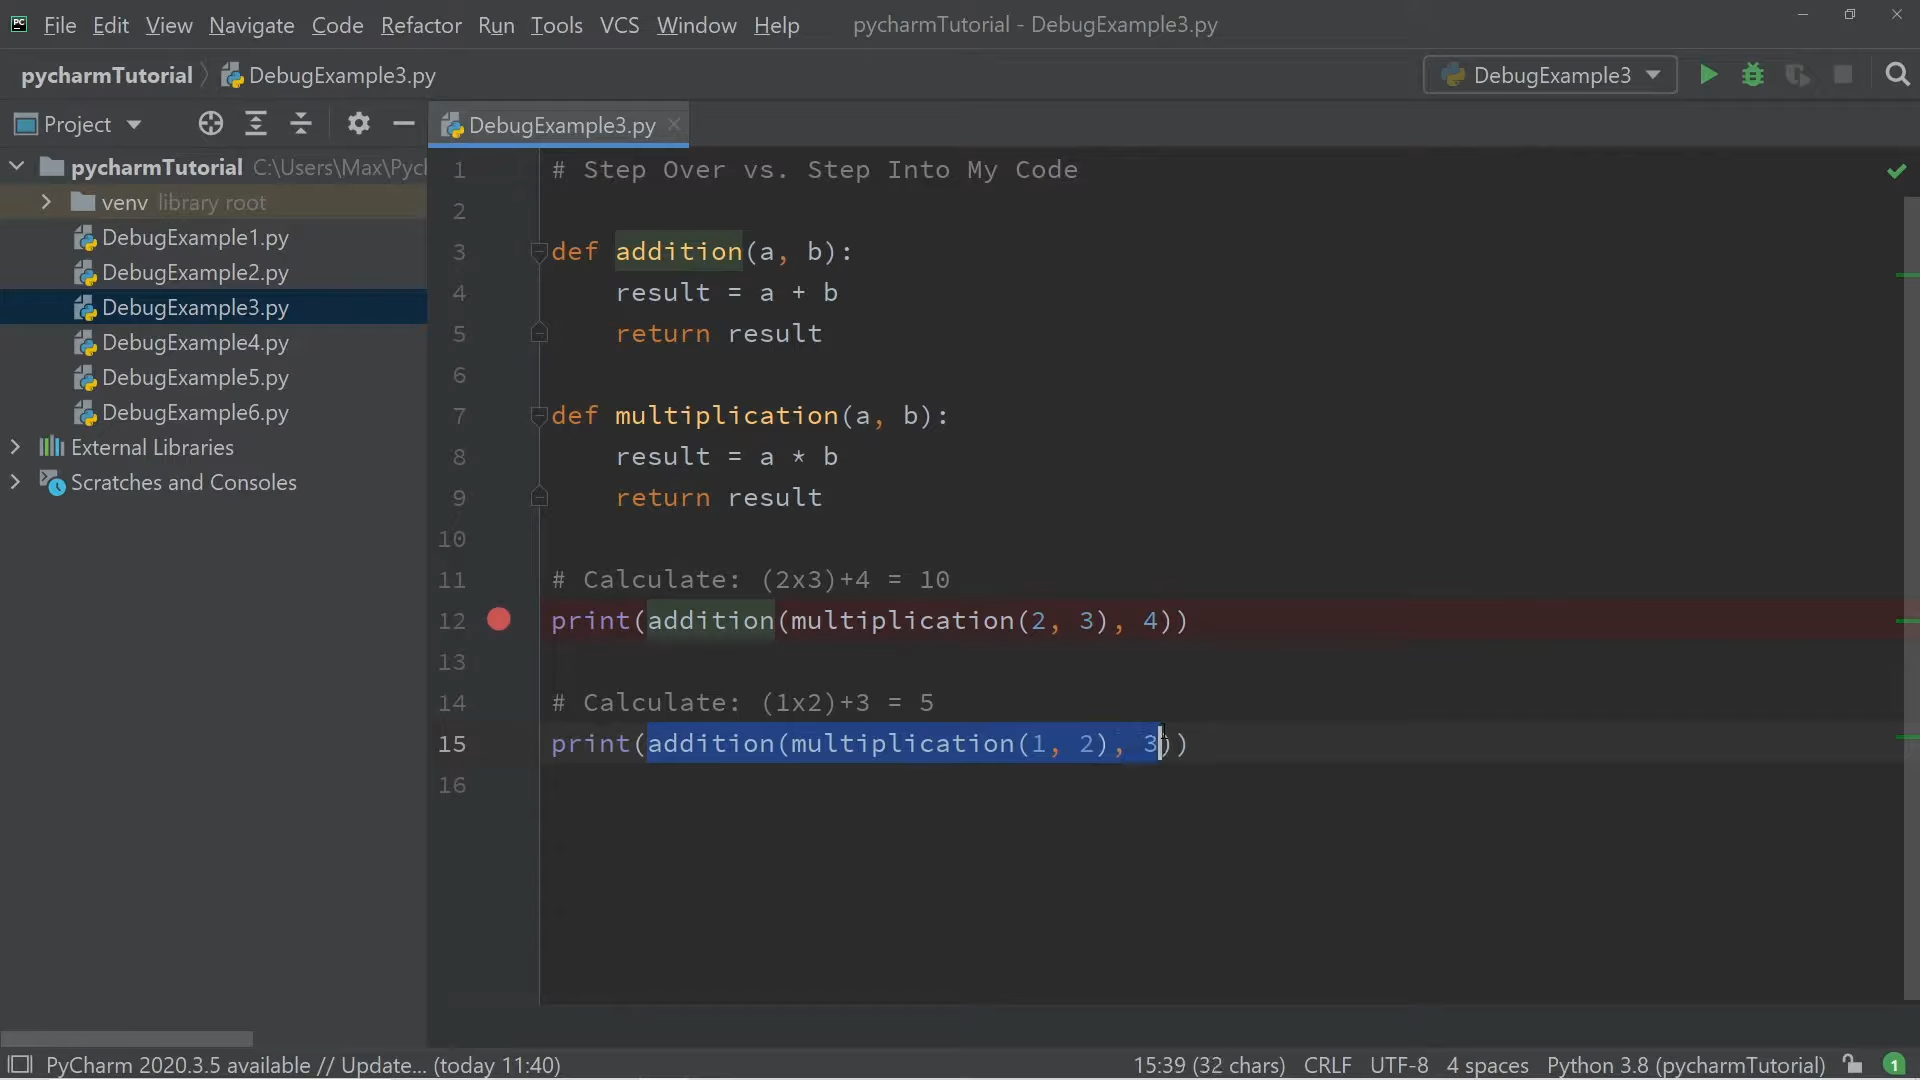 PC File Edit View Navigate Code Refactor Run Tools VCS Window Help pycharmTutorial - DebugExample3.py
pycharmTutorial DebugExample3.py DebugExample3
Project DebugExample3.py
pycharmTutorial C:\Users\Max\Pycl
venv library root
DebugExample1.py
DebugExample2.py
DebugExample3.py
DebugExample4.py
DebugExample5.py
DebugExample6.py
External Libraries
Scratches and Consoles
1 # Step Over vs. Step Into My Code
2
3 def addition(a, b):
4 result = a + b
5 return result
6
7 def multiplication(a, b):
8 result = a * b
9 return result
10
11 # Calculate: (2x3)+4 = 10
12 print(addition(multiplication(2, 3), 4))
13
14 # Calculate: (1x2)+3 = 5
15 print(addition(multiplication(1, 2), 3))
16
PyCharm 2020.3.5 available // Update... (today 11:40) 15:39 (32 chars) CRLF UTF-8 4 spaces Python 3.8 (pycharmTutorial) 1